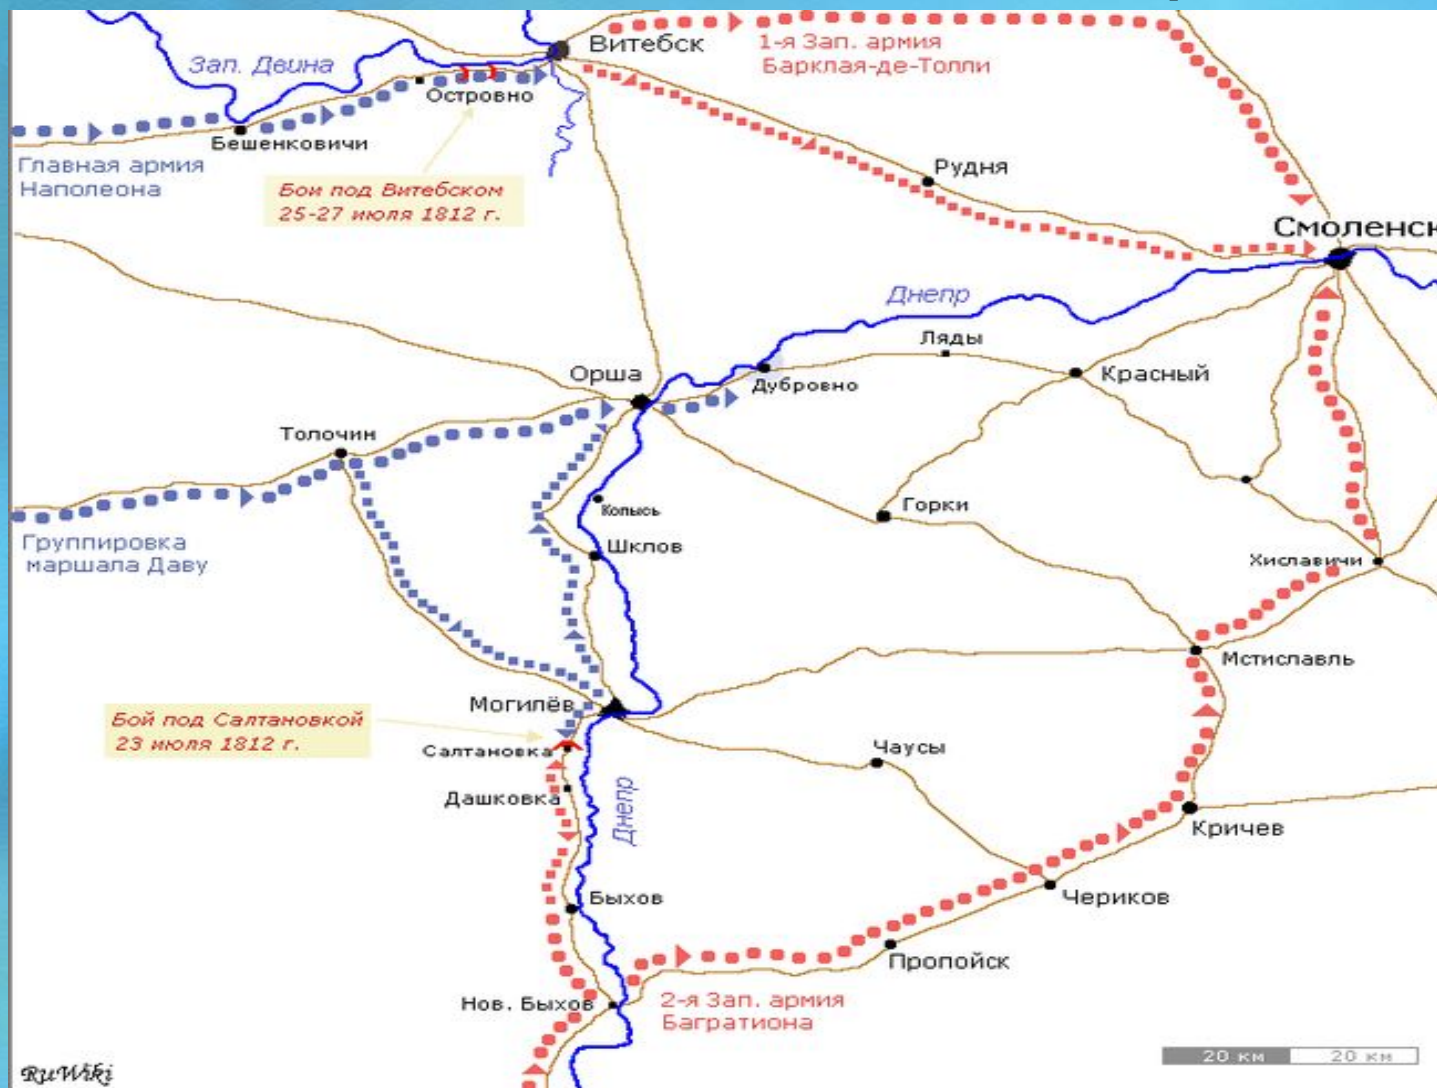 Витебск
1-я Зап. армия
Барклая-де-Толли
Зап. Двина
Островно
Бешенковичи
Главная армия
Наполеона
Бои под Витебском
25-27 июля 1812 г.
Рудня
Смоленск
Днепр
Ляды
Орша
Дубровно
Красный
Толочин
Копысь
Горки
Шклов
Группировка
маршала Даву
Хиславичи
Мстиславль
Могилёв
Бой под Салтановкой
23 июля 1812 г.
Салтановка
Чаусы
Дашковка
Днепр
Кричев
Быхов
Чериков
Пропойск
Нов. Быхов
2-я Зап. армия
Багратиона
20 км 20 км
RuWiki